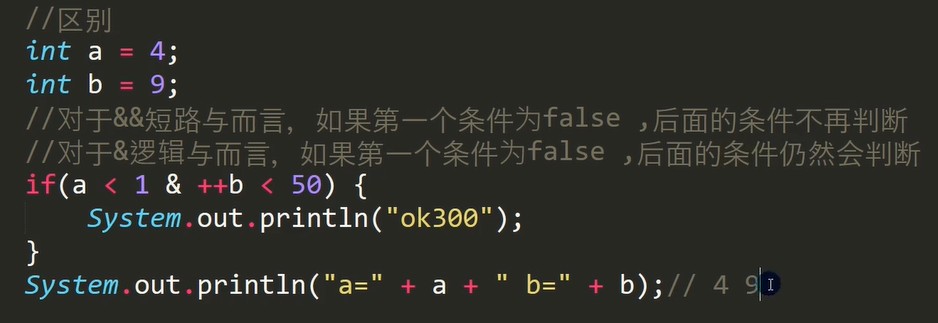 //区别
int a = 4;
int b = 9;
//对于&&短路与而言，如果第一个条件为false ,后面的条件不再判断
//对于&逻辑与而言，如果第一个条件为false ,后面的条件仍然会判断
if(a < 1 & ++b < 50) {
    System.out.println("ok300");
}
System.out.println("a=" + a + " b=" + b);// 4 9